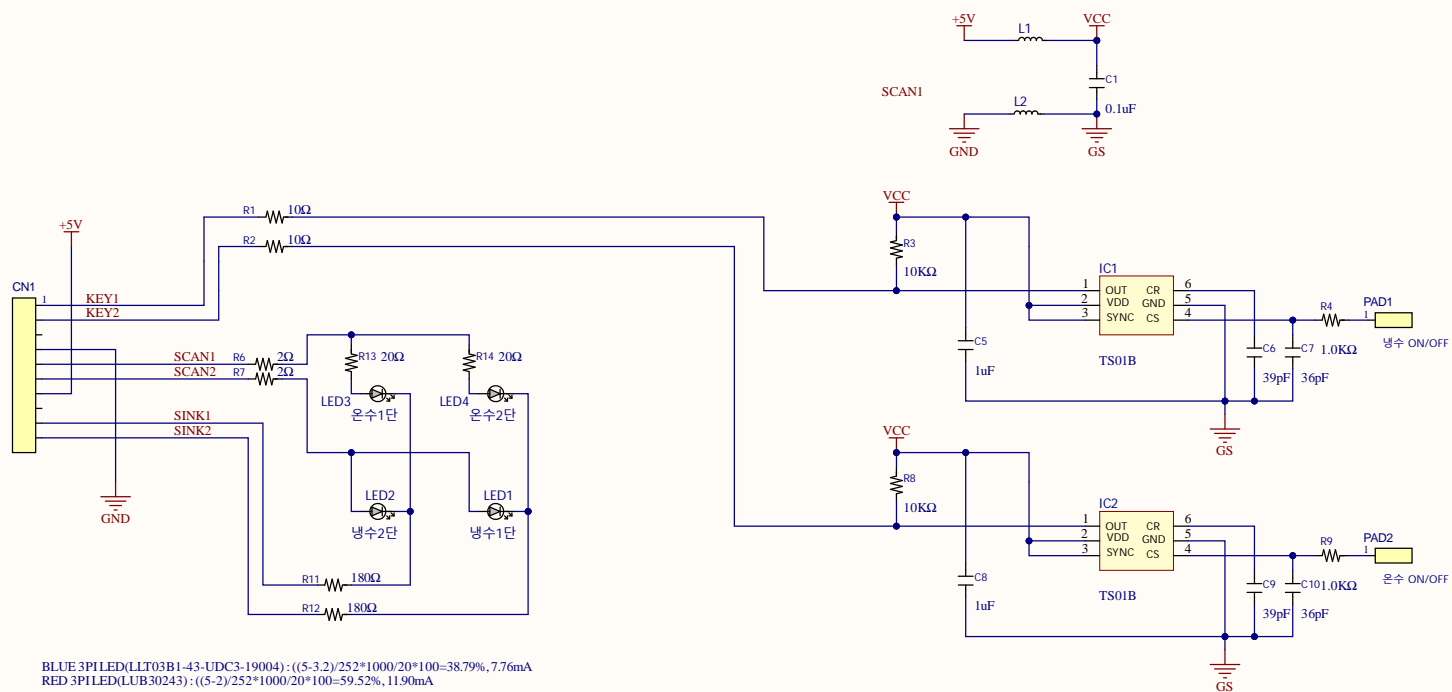 +5V
L1
VCC
C1
0.1uF
SCAN1
L2
GND
GS
R1
10Ω
R2
10Ω
+5V
CN1
1
KEY1
KEY2
SCAN1
R6
2Ω
SCAN2
R7
2Ω
R13 20Ω
R14 20Ω
LED3
온수1단
LED4
온수2단
SINK1
SINK2
GND
LED2
냉수2단
LED1
냉수1단
R11
180Ω
R12
180Ω
VCC
R3
10KΩ
C5
1uF
IC1
1 OUT CR 6
2 VDD GND 5
3 SYNC CS 4
TS01B
C6
39pF
C7
36pF
R4
1.0KΩ
PAD1
1
냉수 ON/OFF
GS
VCC
R8
10KΩ
C8
1uF
IC2
1 OUT CR 6
2 VDD GND 5
3 SYNC CS 4
TS01B
C9
39pF
C10
36pF
R9
1.0KΩ
PAD2
1
온수 ON/OFF
GS
BLUE 3PI LED(LLT03B1-43-UDC3-19004) : ((5-3.2)/252*1000/20*100=38.79%, 7.76mA
RED 3PI LED(LUB30243) : ((5-2)/252*1000/20*100=59.52%, 11.90mA